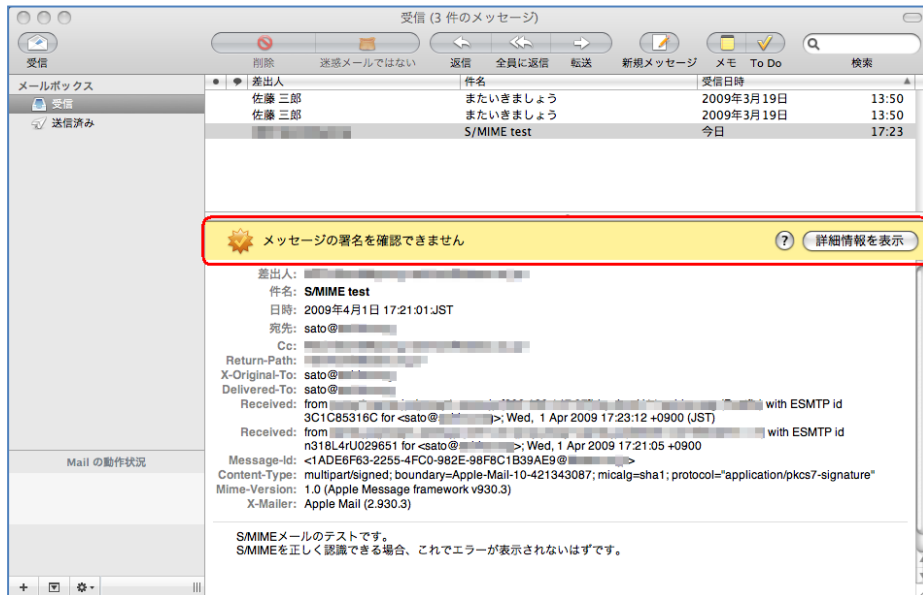 受信 (3 件のメッセージ)
受信 削除 迷惑メールではない 返信 全員に返信 転送 新規メッセージ メモ To Do 検索
メールボックス
受信
送信済み
差出人 件名 受信日時
佐藤 三郎 またいきましょう 2009年3月19日 13:50
佐藤 三郎 またいきましょう 2009年3月19日 13:50
S/MIME test 今日 17:23
メッセージの署名を確認できません ? 詳細情報を表示
差出人:
件名: S/MIME test
日時: 2009年4月1日 17:21:01:JST
宛先: sato@
Cc:
Return-Path:
X-Original-To: sato@
Delivered-To: sato@
Received: from with ESMTP id
3C1C85316C for <sato@ >; Wed, 1 Apr 2009 17:23:12 +0900 (JST)
Received: from with ESMTP id
n318L4rU029651 for <sato@ >; Wed, 1 Apr 2009 17:21:05 +0900
Message-Id: <1ADE6F63-2255-4FC0-982E-98F8C1B39AE9@ >
Content-Type: multipart/signed; boundary=Apple-Mail-10-421343087; micalg=sha1; protocol="application/pkcs7-signature"
Mime-Version: 1.0 (Apple Message framework v930.3)
X-Mailer: Apple Mail (2.930.3)
S/MIMEメールのテストです。
S/MIMEを正しく認識できる場合、これでエラーが表示されないはずです。
Mail の動作状況